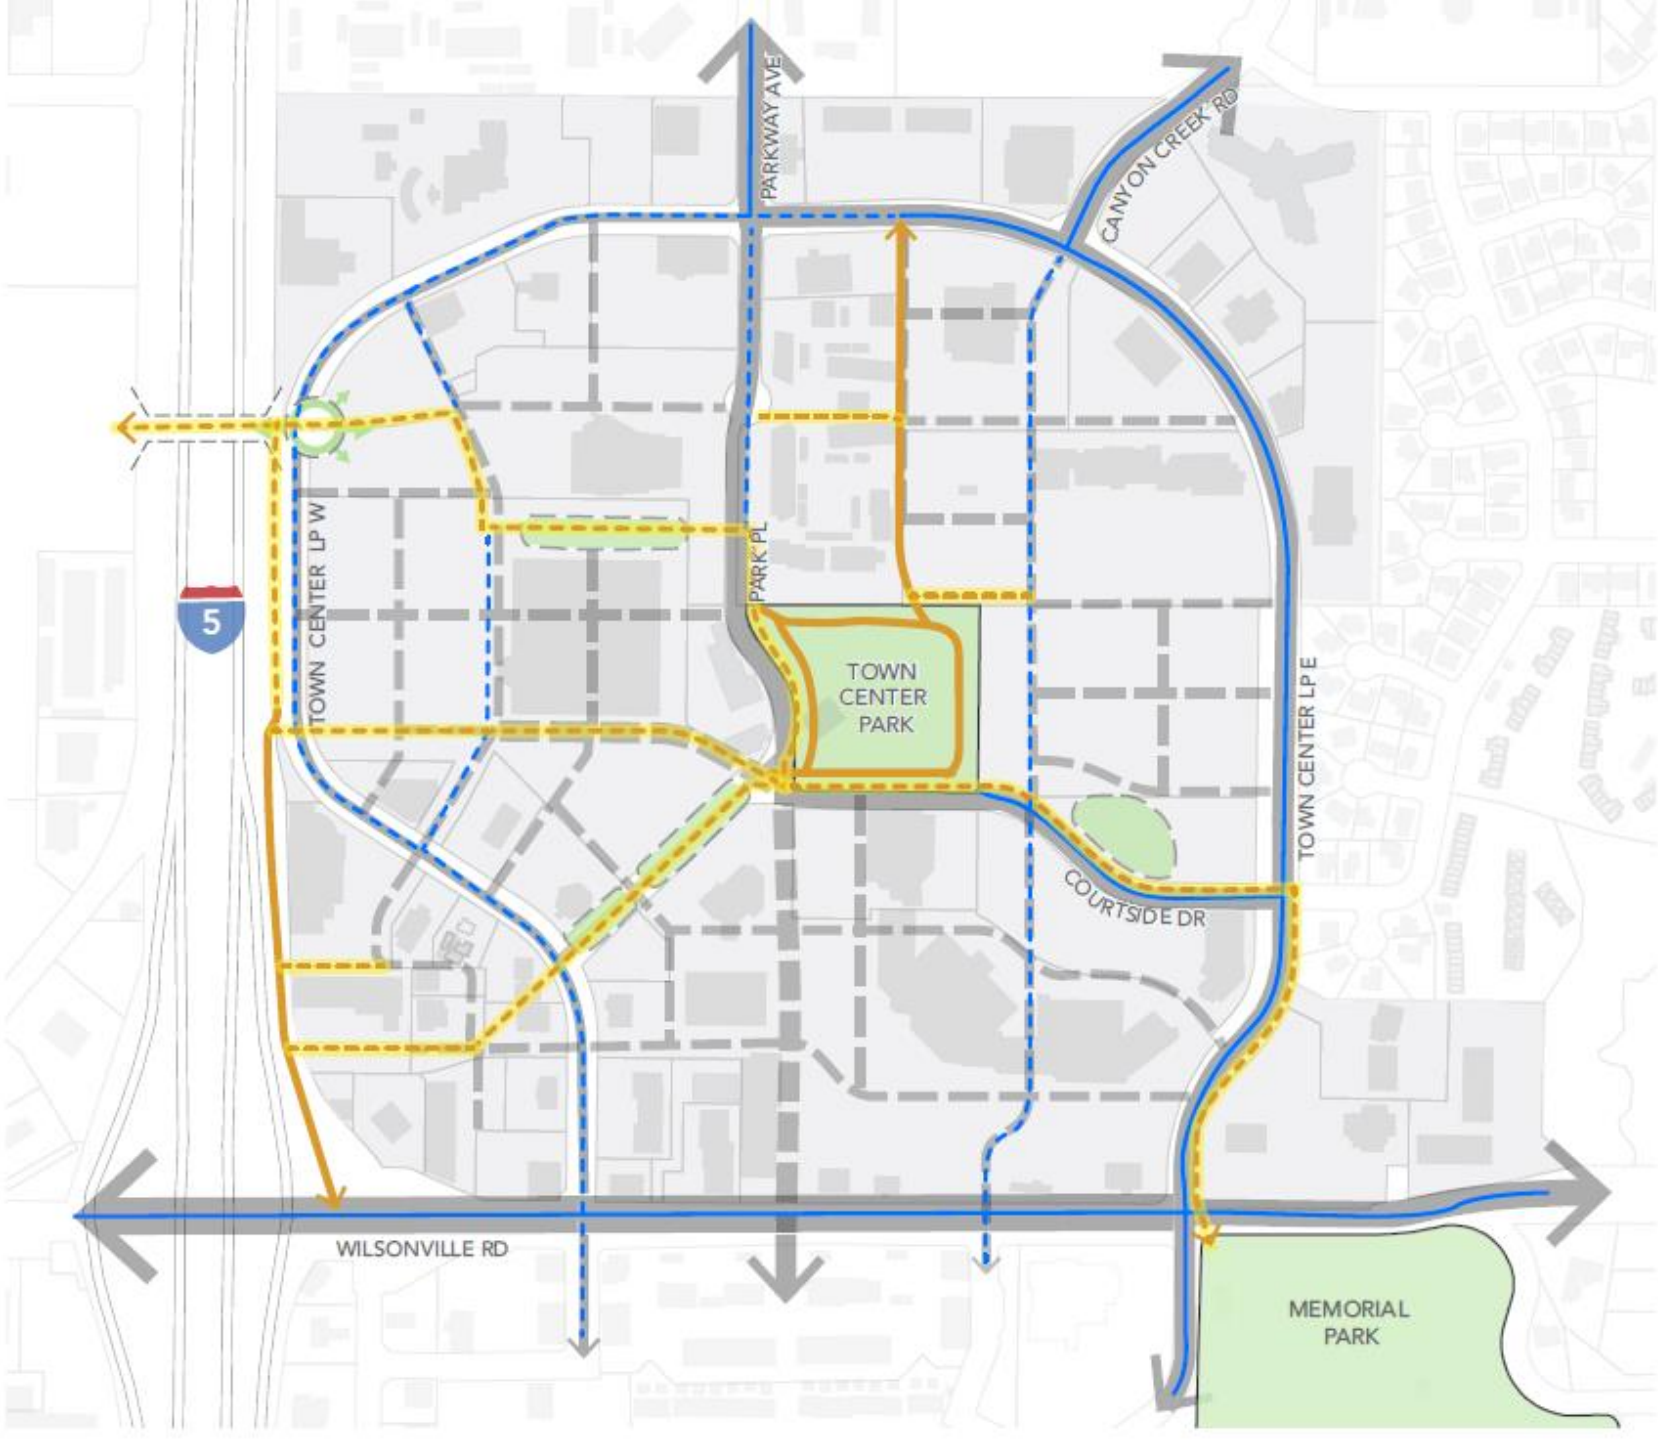 PARKWAY AVE
CANYON CREEK RD
TOWN CENTER LP W
PARK PL
5
TOWN
CENTER
PARK
TOWN CENTER LP E
COURTSIDE DR
WILSONVILLE RD
MEMORIAL
PARK